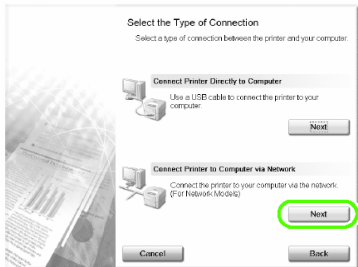 Select the Type of Connection
Select a type of connection between the printer and your computer.
Connect Printer Directly to Computer
Use a USB cable to connect the printer to your
computer.
Next
Connect Printer to Computer via Network
Connect the printer to your computer via the network.
(For Network Models)
Next
Cancel
Back